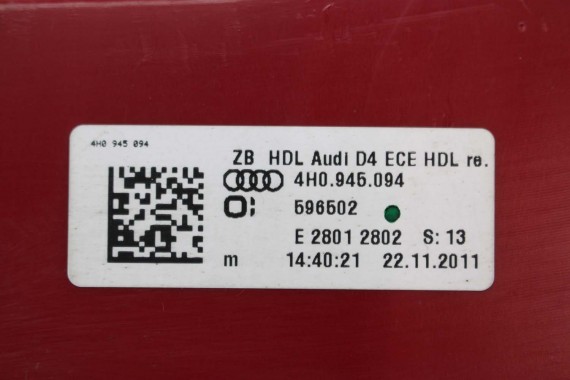 4H0 945 094
ZB HDL Audi D4 ECE HDL re.
4H0.945.094
596502
E 2801 2802 S: 13
m 14:40:21 22.11.2011